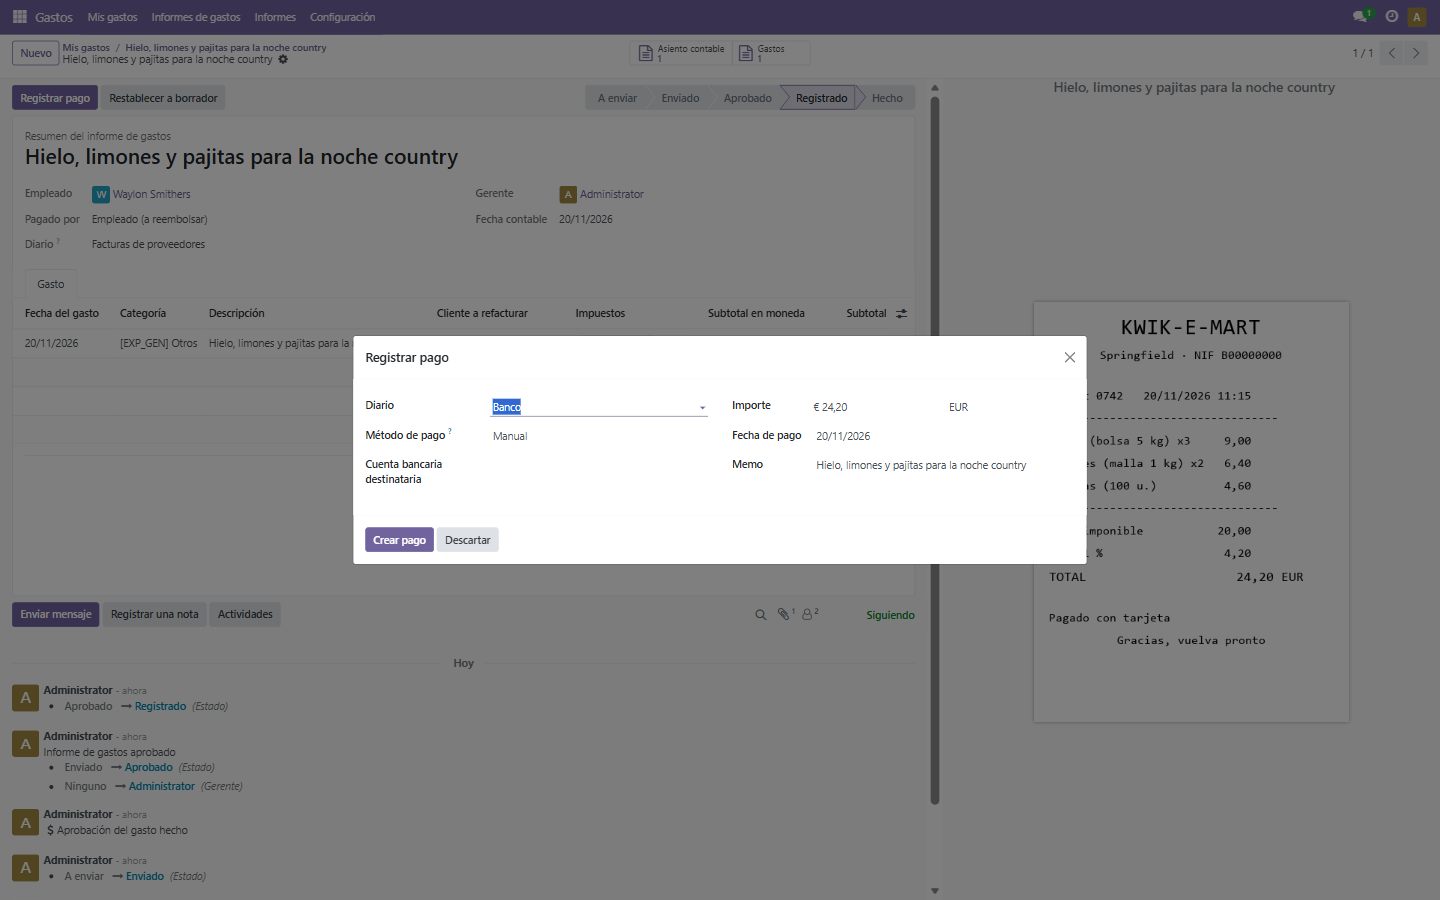 Gastos Mis gastos Informes de gastos Informes Configuración 1 A
Nuevo Mis gastos / Hielo, limones y pajitas para la noche country
Hielo, limones y pajitas para la noche country
Asiento contable 1
Gastos 1
1 / 1
Registrar pago Restablecer a borrador
A enviar Enviado Aprobado Registrado Hecho
Hielo, limones y pajitas para la noche country
Resumen del informe de gastos
Hielo, limones y pajitas para la noche country
Empleado W Waylon Smithers Gerente A Administrator
Pagado por Empleado (a reembolsar) Fecha contable 20/11/2026
Diario ? Facturas de proveedores
Gasto
Fecha del gasto Categoría Descripción Cliente a refacturar Impuestos Subtotal en moneda Subtotal
20/11/2026 [EXP_GEN] Otros Hielo, limones y pajitas para la
Registrar pago
Diario Banco Importe € 24,20 EUR
Método de pago ? Manual Fecha de pago 20/11/2026
Cuenta bancaria destinataria Memo Hielo, limones y pajitas para la noche country
Crear pago Descartar
KWIK-E-MART
Springfield · NIF B00000000
0742 20/11/2026 11:15
(bolsa 5 kg) x3 9,00
(malla 1 kg) x2 6,40
(100 u.) 4,60
20,00
% 4,20
TOTAL 24,20 EUR
Pagado con tarjeta
Gracias, vuelva pronto
Enviar mensaje Registrar una nota Actividades 1 2 Siguiendo
Hoy
A Administrator - ahora
• Aprobado → Registrado (Estado)
A Administrator - ahora
Informe de gastos aprobado
• Enviado → Aprobado (Estado)
• Ninguno → Administrator (Gerente)
A Administrator - ahora
$ Aprobación del gasto hecho
A Administrator - ahora
• A enviar → Enviado (Estado)